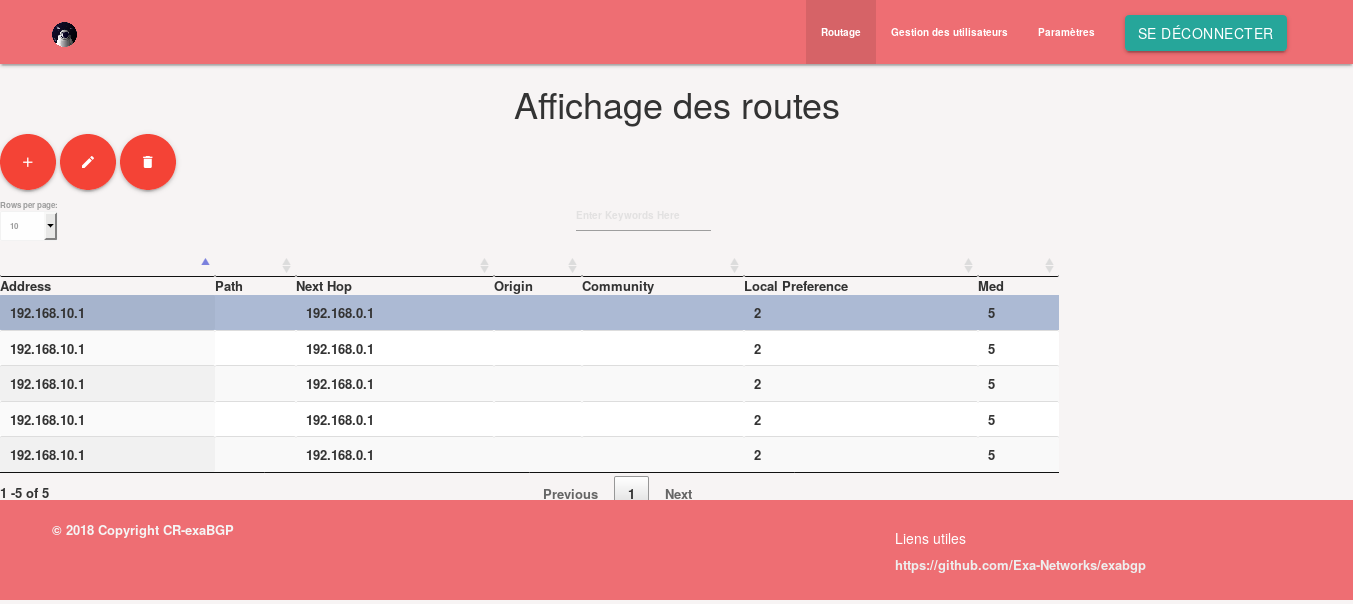 Routage Gestion des utilisateurs Paramètres SE DÉCONNECTER
Affichage des routes
Rows per page:
10
Enter Keywords Here
Address Path Next Hop Origin Community Local Preference Med
192.168.10.1 192.168.0.1 2 5
192.168.10.1 192.168.0.1 2 5
192.168.10.1 192.168.0.1 2 5
192.168.10.1 192.168.0.1 2 5
192.168.10.1 192.168.0.1 2 5
1 -5 of 5 Previous 1 Next
© 2018 Copyright CR-exaBGP
Liens utiles
https://github.com/Exa-Networks/exabgp